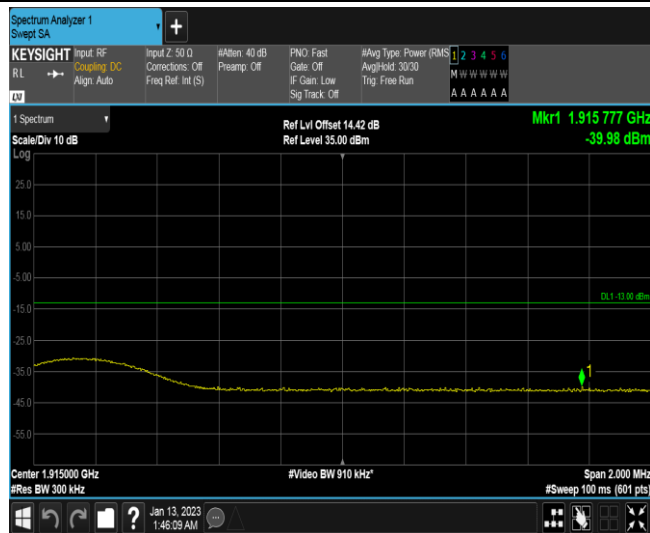 Spectrum Analyzer 1
Swept SA
+
KEYSIGHT
RL
LXI
Input: RF
Coupling: DC
Align: Auto
Input Z: 50 Ω
Corrections: Off
Freq Ref: Int (S)
#Atten: 40 dB
Preamp: Off
PNO: Fast
Gate: Off
IF Gain: Low
Sig Track: Off
#Avg Type: Power (RMS
Avg|Hold: 30/30
Trig: Free Run
1 2 3 4 5 6
M W W W W W
A A A A A A
1 Spectrum
Scale/Div 10 dB
Ref Lvl Offset 14.42 dB
Ref Level 35.00 dBm
Mkr1 1.915 777 GHz
-39.98 dBm
Log
25.0
15.0
5.00
-5.00
DL1 -13.00 dBm
-15.0
-25.0
-35.0
1
-45.0
-55.0
Center 1.915000 GHz
#Video BW 910 kHz*
Span 2.000 MHz
#Res BW 300 kHz
#Sweep 100 ms (601 pts)
?
Jan 13, 2023
1:46:09 AM